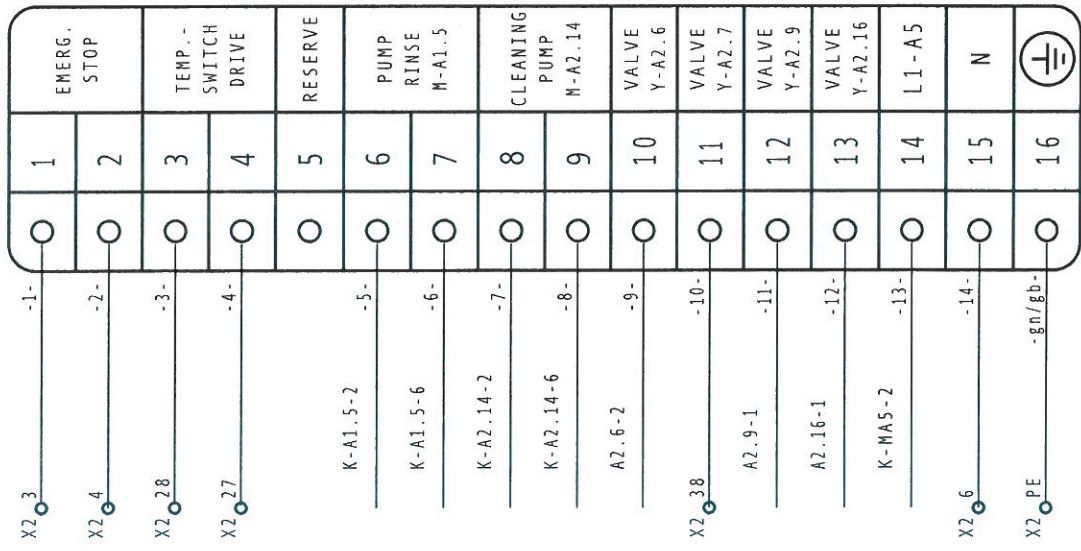 EMERG.
STOP
TEMP.-
SWITCH
DRIVE
RESERVE
PUMP
RINSE
M-A1.5
CLEANING
PUMP
M-A2.14
VALVE
Y-A2.6
VALVE
Y-A2.7
VALVE
Y-A2.9
VALVE
Y-A2.16
L1-A5
N
1
2
3
4
5
6
7
8
9
10
11
12
13
14
15
16
-1-
-2-
-3-
-4-
-5-
-6-
-7-
-8-
-9-
-10-
-11-
-12-
-13-
-14-
-gn/gb-
K-A1.5-2
K-A1.5-6
K-A2.14-2
K-A2.14-6
A2.6-2
A2.9-1
A2.16-1
K-MA5-2
X2 3
X2 4
X2 28
X2 27
X2 38
X2 6
X2 PE